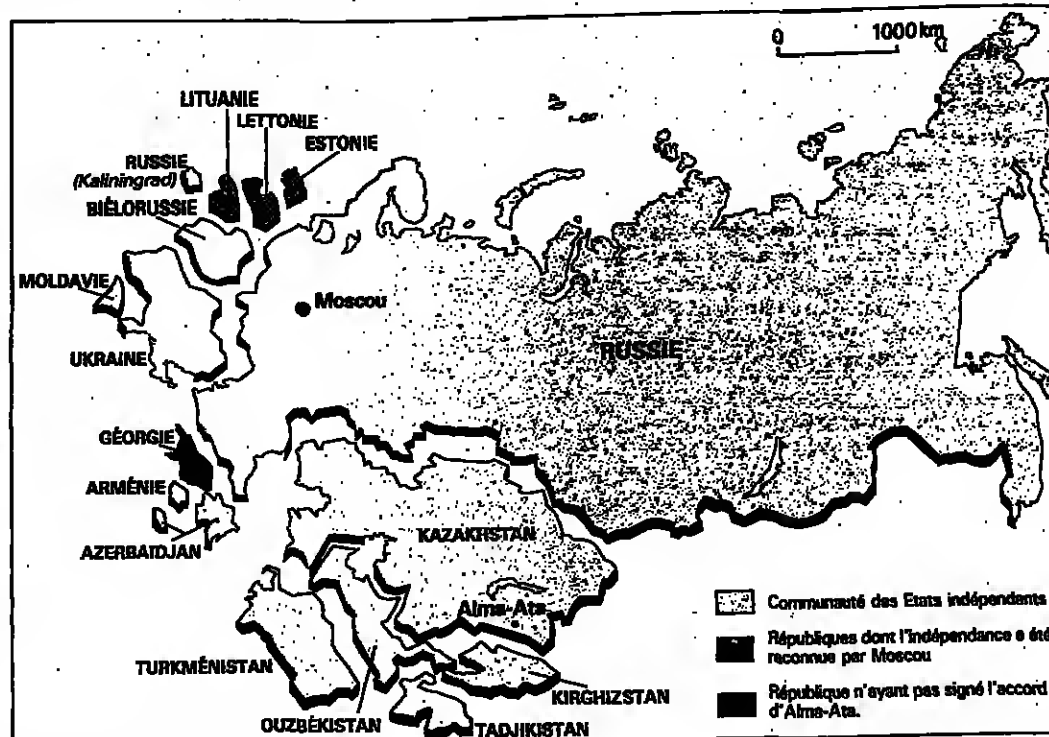 0 1000 km
LITUANIE
LETTONIE
ESTONIE
RUSSIE
(Kaliningrad)
BIÉLORUSSIE
MOLDAVIE
Moscou
UKRAINE
RUSSIE
GÉORGIE
ARMÉNIE
AZERBAÏDJAN
KAZAKHSTAN
Alma-Ata
TURKMÉNISTAN
OUZBÉKISTAN
TADJIKISTAN
KIRGHIZSTAN
Communauté des Etats indépendants
Républiques dont l'indépendance a été
reconnue par Moscou
République n'ayant pas signé l'accord
d'Alma-Ata.